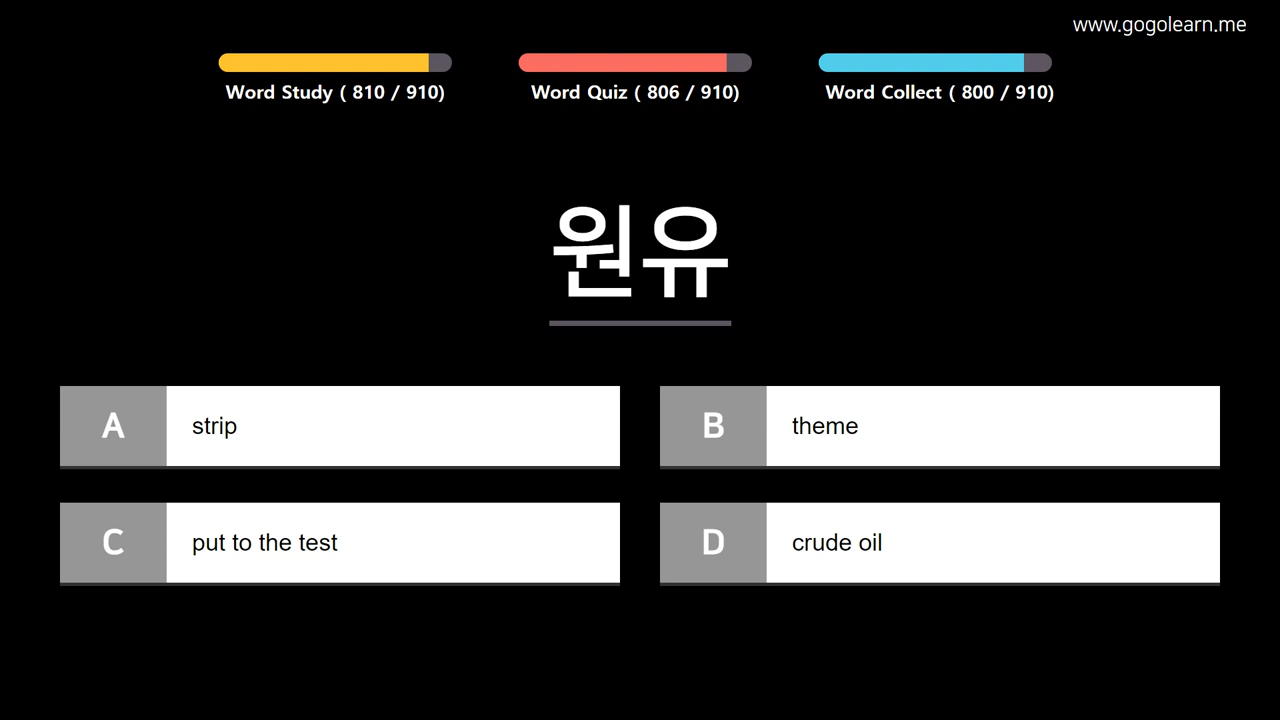 www.gogolearn.me
Word Study ( 810 / 910)
Word Quiz ( 806 / 910)
Word Collect ( 800 / 910)
원유
A strip
B theme
C put to the test
D crude oil